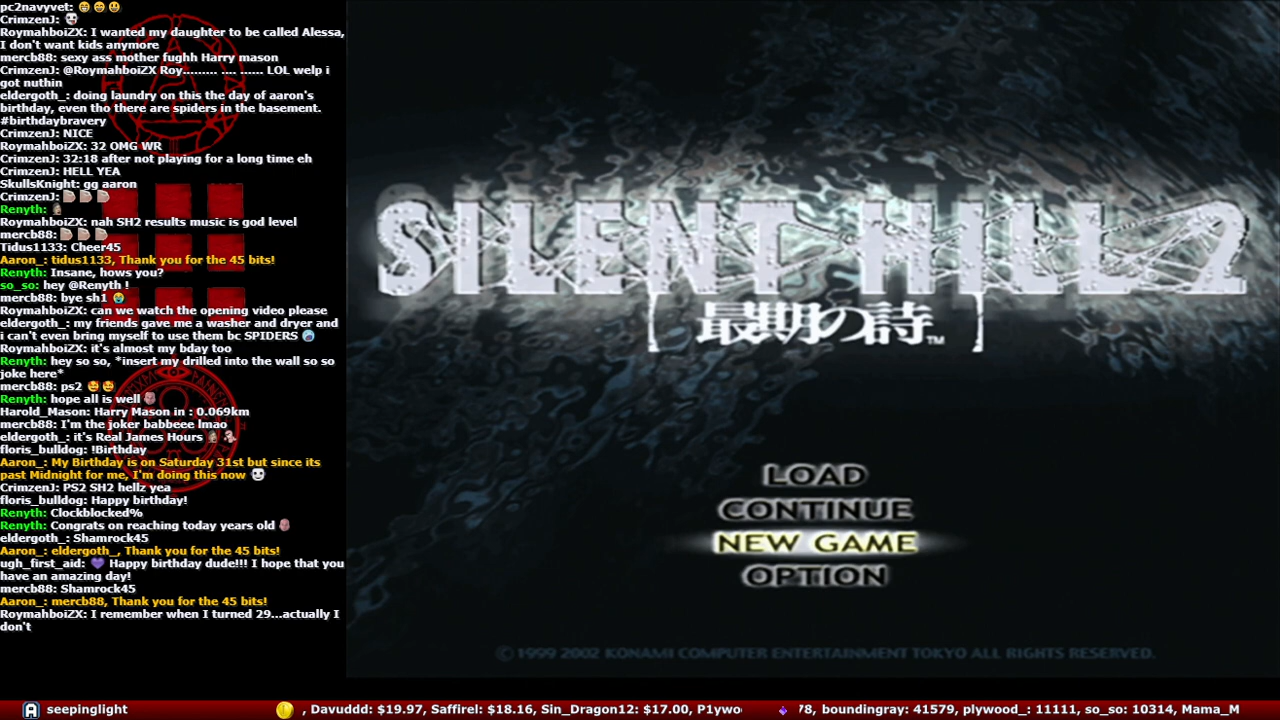 pc2navyvet:
CrimzenJ:
RoymahboiZX: I wanted my daughter to be called Alessa,
I don't want kids anymore
mercb88: sexy ass mother fughh Harry mason
CrimzenJ: @RoymahboiZX Roy......... .... ...... LOL welp i
got nuthin
eldergoth_: doing laundry on this the day of aaron's
birthday, even tho there are spiders in the basement.
#birthdaybravery
CrimzenJ: NICE
RoymahboiZX: 32 OMG WR
CrimzenJ: 32:18 after not playing for a long time eh
CrimzenJ: HELL YEA
SkullsKnight: gg aaron
CrimzenJ:
Renyth:
RoymahboiZX: nah SH2 results music is god level
mercb88:
Tidus1133: Cheer45
Aaron_: tidus1133, Thank you for the 45 bits!
Renyth: Insane, hows you?
so_so: hey @Renyth !
mercb88: bye sh1 😭
RoymahboiZX: can we watch the opening video please
eldergoth_: my friends gave me a washer and dryer and
i can't even bring myself to use them bc SPIDERS
RoymahboiZX: it's almost my bday too
Renyth: hey so so, *insert my drilled into the wall so so
joke here*
mercb88: ps2
Renyth: hope all is well
Harold_Mason: Harry Mason in : 0.069km
mercb88: I'm the joker babbeee lmao
eldergoth_: it's Real James Hours
floris_bulldog: !Birthday
Aaron_: My Birthday is on Saturday 31st but since its
past Midnight for me, I'm doing this now
CrimzenJ: PS2 SH2 hellz yea
floris_bulldog: Happy birthday!
Renyth: Clockblocked%
Renyth: Congrats on reaching today years old
eldergoth_: Shamrock45
Aaron_: eldergoth_, Thank you for the 45 bits!
ugh_first_aid: 💜 Happy birthday dude!!! I hope that you
have an amazing day!
mercb88: Shamrock45
Aaron_: mercb88, Thank you for the 45 bits!
RoymahboiZX: I remember when I turned 29...actually I
don't
SILENT HILL 2
最期の詩™
LOAD
CONTINUE
NEW GAME
OPTION
© 1999 2002 KONAMI COMPUTER ENTERTAINMENT TOKYO ALL RIGHTS RESERVED.
A seepinglight
, Davuddd: $19.97, Saffirel: $18.16, Sin_Dragon12: $17.00, P1ywo
78, boundingray: 41579, plywood_: 11111, so_so: 10314, Mama_M